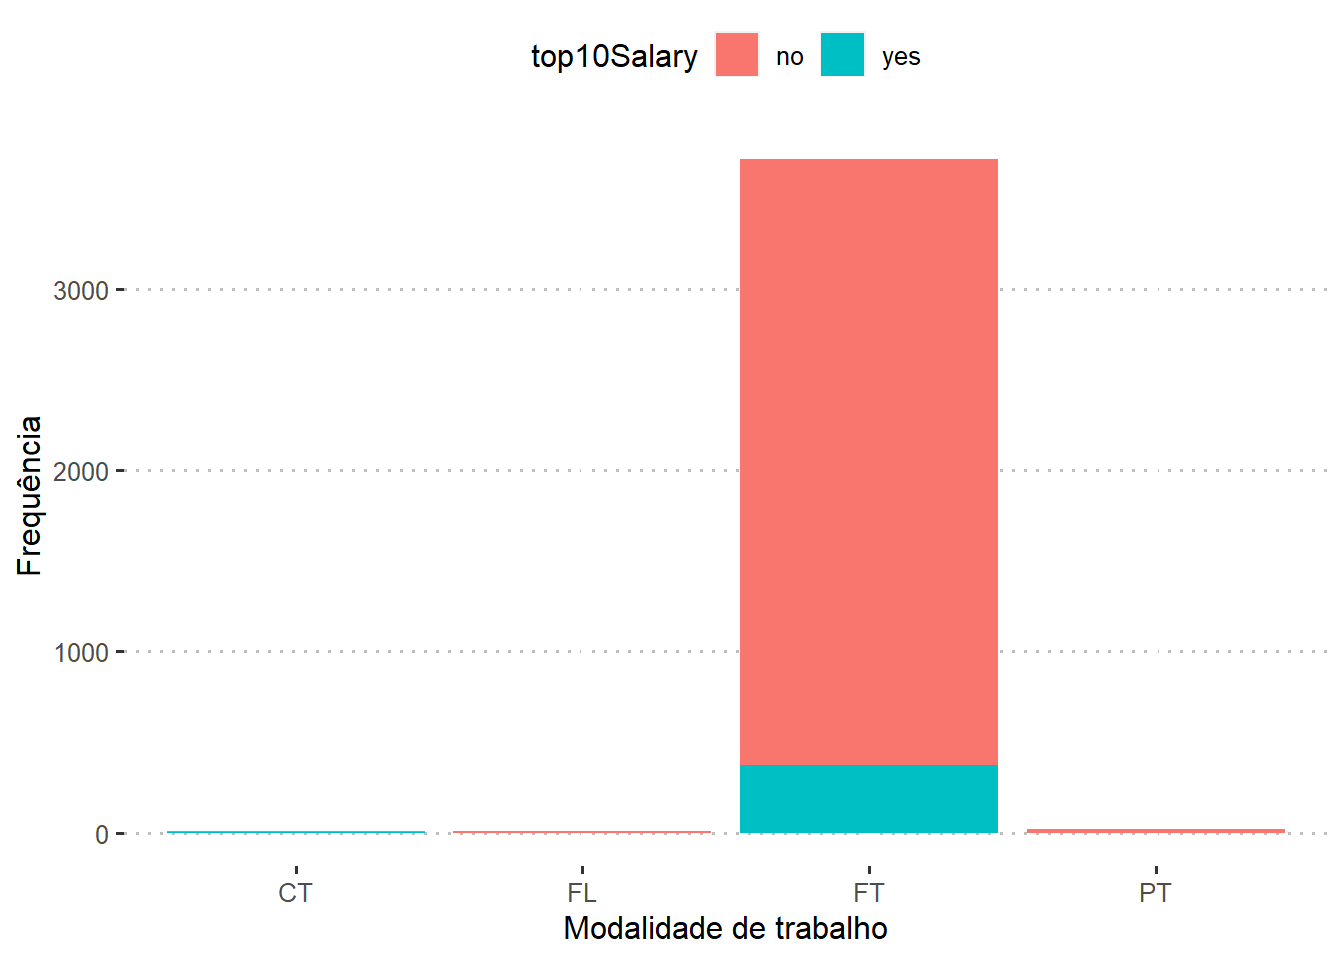 top10Salary no yes
3000
2000
1000
0
Frequência
CT FL FT PT
Modalidade de trabalho